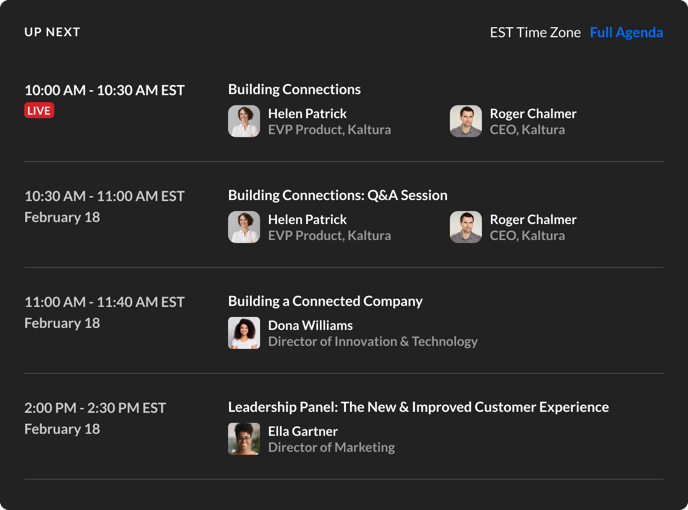 UP NEXT
EST Time Zone Full Agenda
10:00 AM - 10:30 AM EST
LIVE
Building Connections
Helen Patrick
EVP Product, Kaltura
Roger Chalmer
CEO, Kaltura
10:30 AM - 11:00 AM EST
February 18
Building Connections: Q&A Session
Helen Patrick
EVP Product, Kaltura
Roger Chalmer
CEO, Kaltura
11:00 AM - 11:40 AM EST
February 18
Building a Connected Company
Dona Williams
Director of Innovation & Technology
2:00 PM - 2:30 PM EST
February 18
Leadership Panel: The New & Improved Customer Experience
Ella Gartner
Director of Marketing